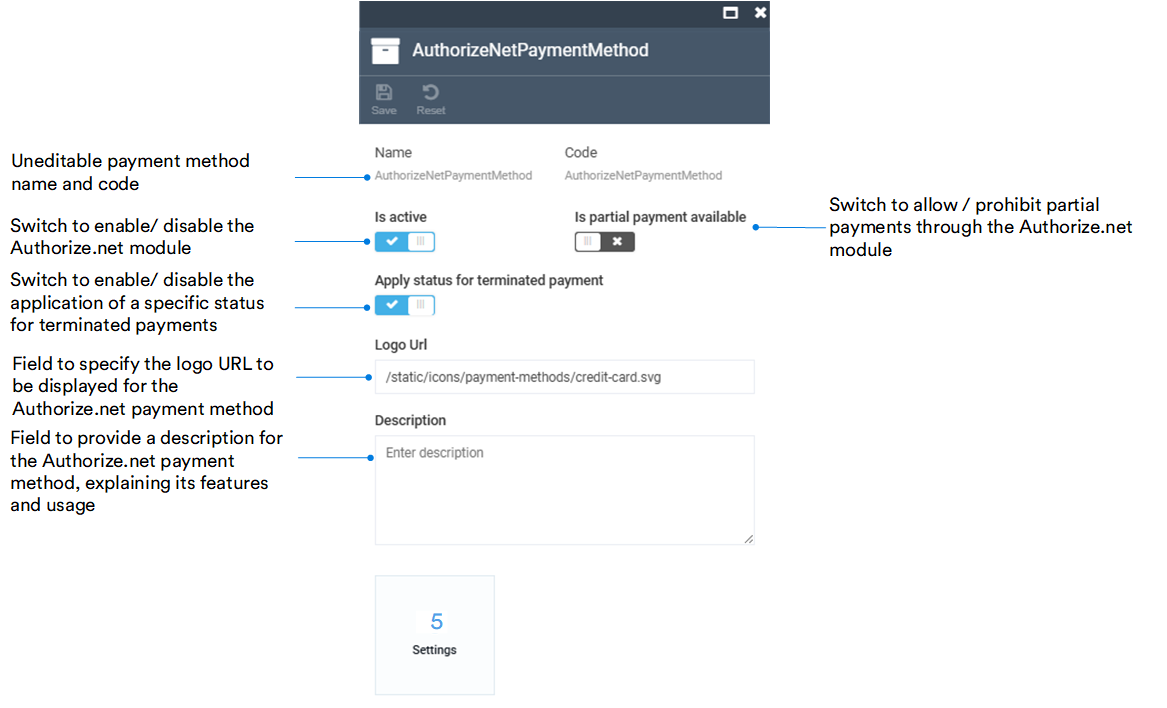 AuthorizeNetPaymentMethod
Save Reset
Uneditable payment method
name and code
Name Code
AuthorizeNetPaymentMethod AuthorizeNetPaymentMethod
Switch to enable/ disable the
Authorize.net module
Is active Is partial payment available
Switch to allow / prohibit partial
payments through the Authorize.net
module
Switch to enable/ disable the
application of a specific status
for terminated payments
Apply status for terminated payment
Field to specify the logo URL to
be displayed for the
Authorize.net payment method
Logo Url
/static/icons/payment-methods/credit-card.svg
Field to provide a description for
the Authorize.net payment
method, explaining its features
and usage
Description
Enter description
5
Settings